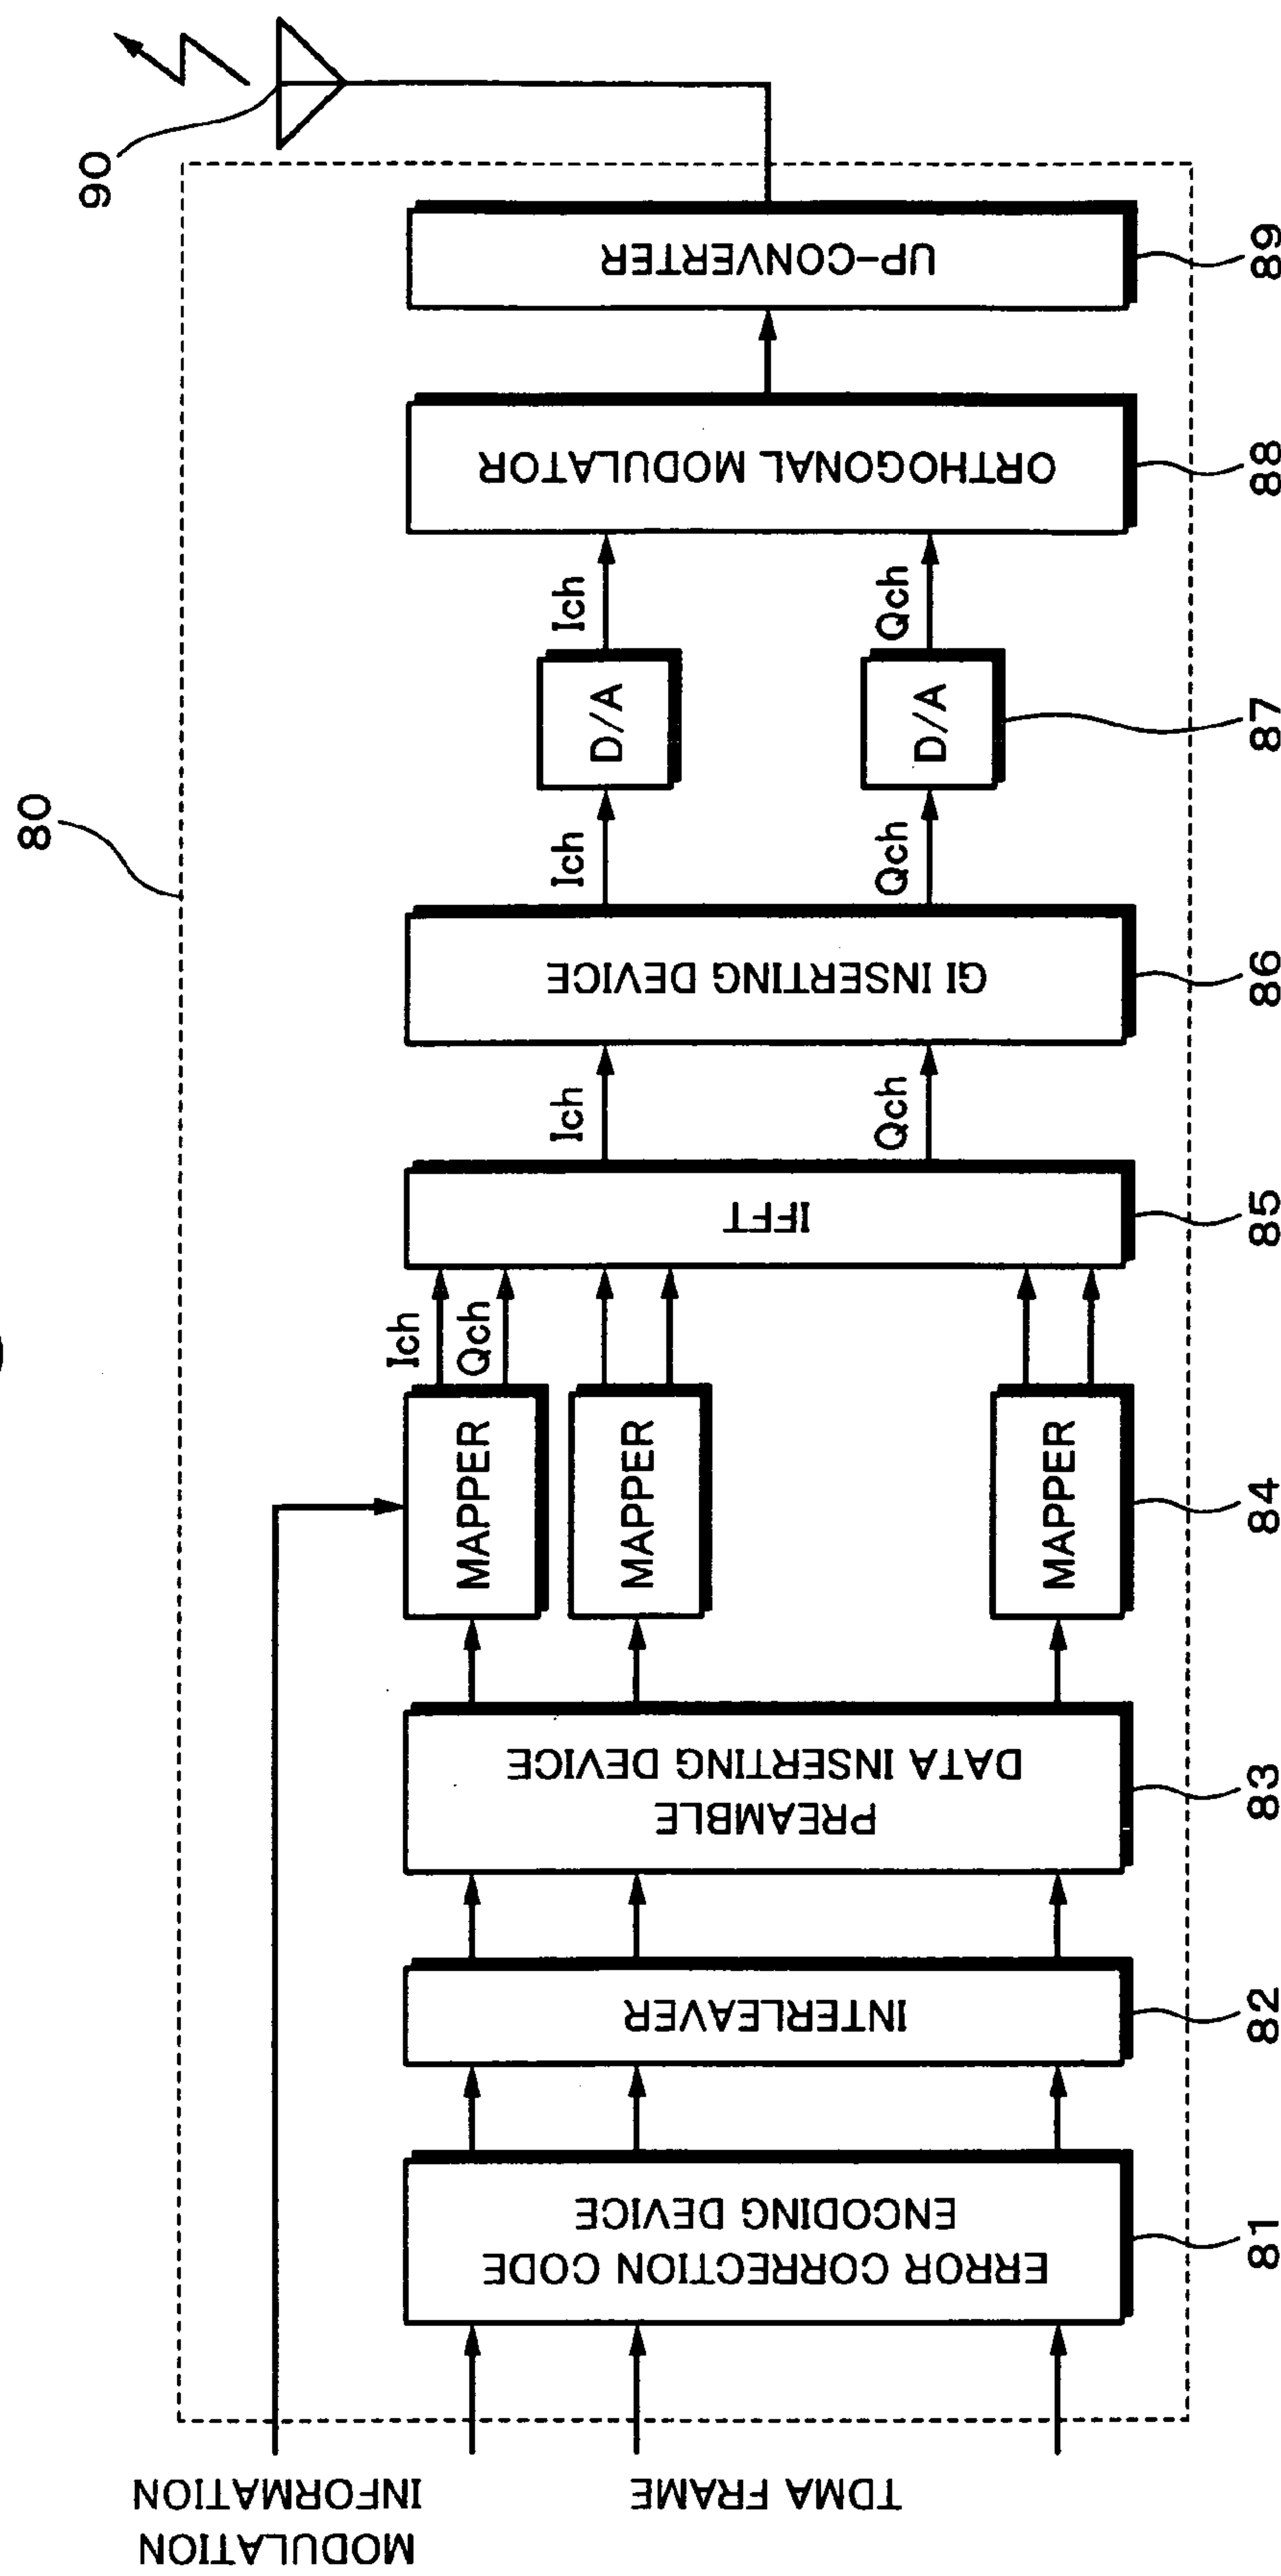 MODULATION
INFORMATION
TDMA FRAME
80
90
ERROR CORRECTION CODE
ENCODING DEVICE
81
INTERLEAVER
82
PREAMBLE
DATA INSERTING DEVICE
83
MAPPER
MAPPER
MAPPER
84
Ich
Qch
IFFT
85
Ich
Qch
GI INSERTING DEVICE
86
Ich
Qch
D/A
D/A
87
Ich
Qch
ORTHOGONAL MODULATOR
88
UP-CONVERTER
89